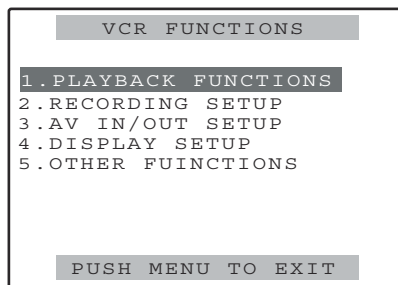 VCR FUNCTIONS
1.PLAYBACK FUNCTIONS
2.RECORDING SETUP
3.AV IN/OUT SETUP
4.DISPLAY SETUP
5.OTHER FUINCTIONS
PUSH MENU TO EXIT